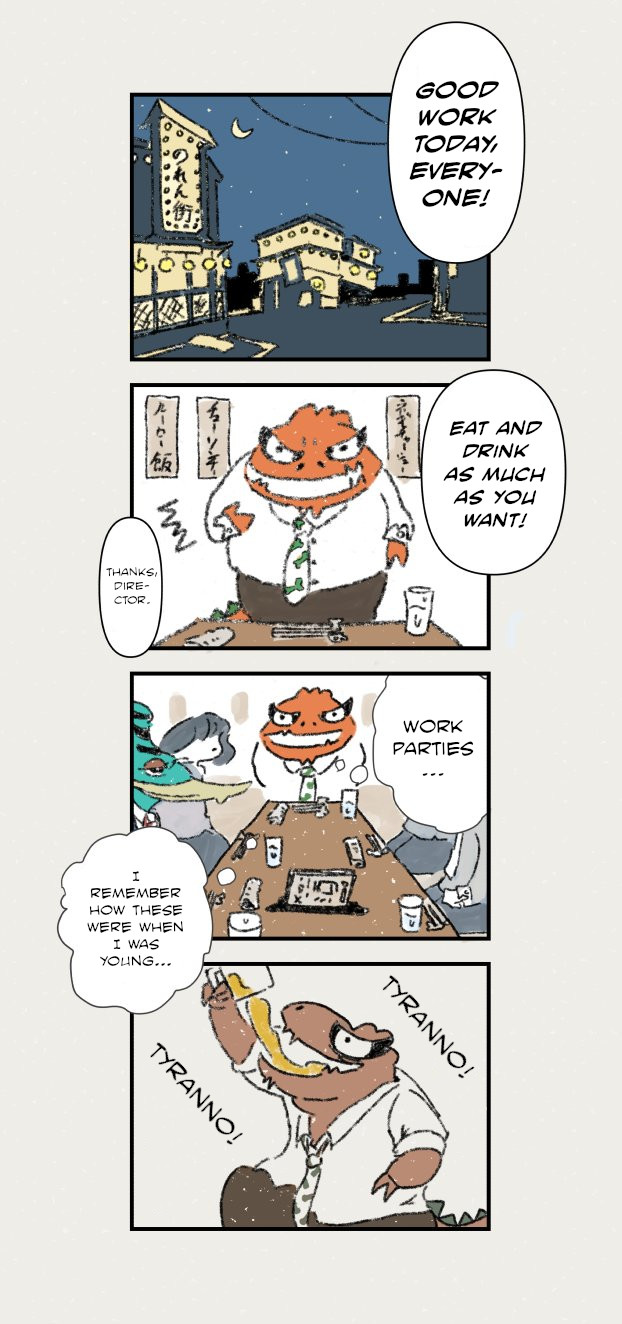 GOOD
WORK
TODAY,
EVERY-
ONE!
のれん街
EAT AND
DRINK
AS MUCH
AS YOU
WANT!
THANKS,
DIRE-
CTOR.
WORK
PARTIES
...
I
REMEMBER
HOW THESE
WERE WHEN
I WAS
YOUNG...
TYRANNO!
TYRANNO!